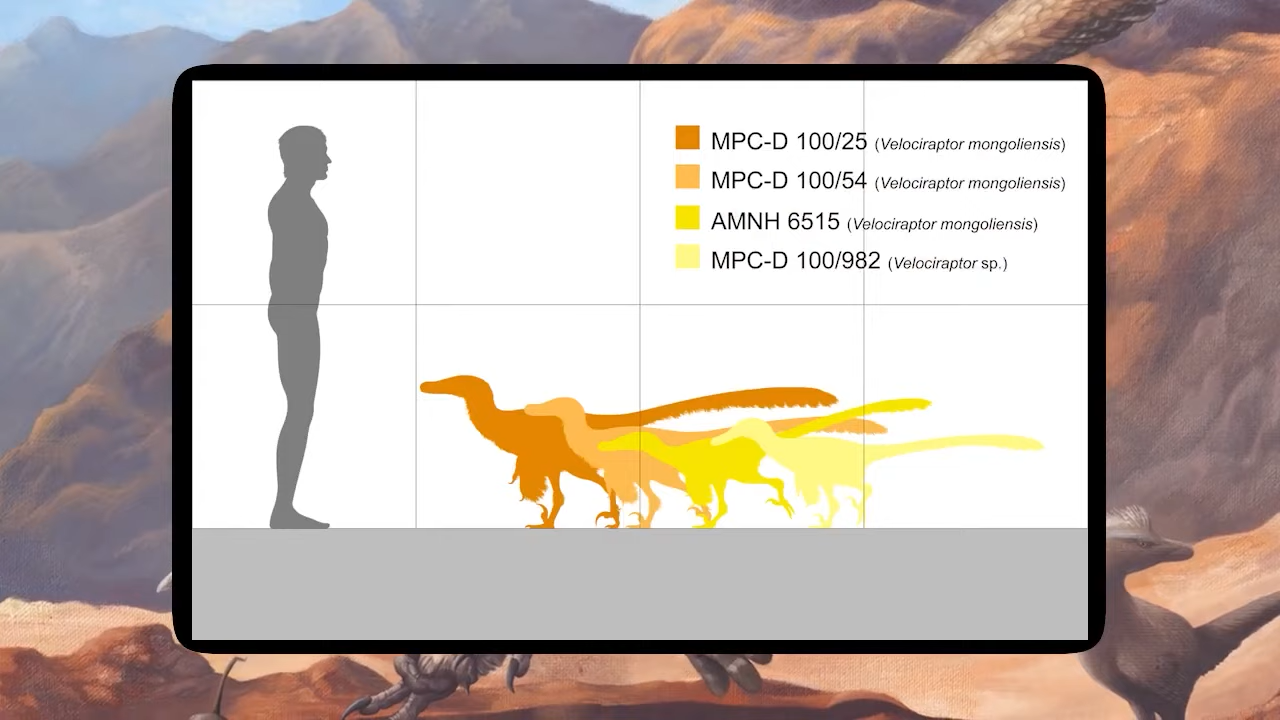 MPC-D 100/25 (Velociraptor mongoliensis)
MPC-D 100/54 (Velociraptor mongoliensis)
AMNH 6515 (Velociraptor mongoliensis)
MPC-D 100/982 (Velociraptor sp.)